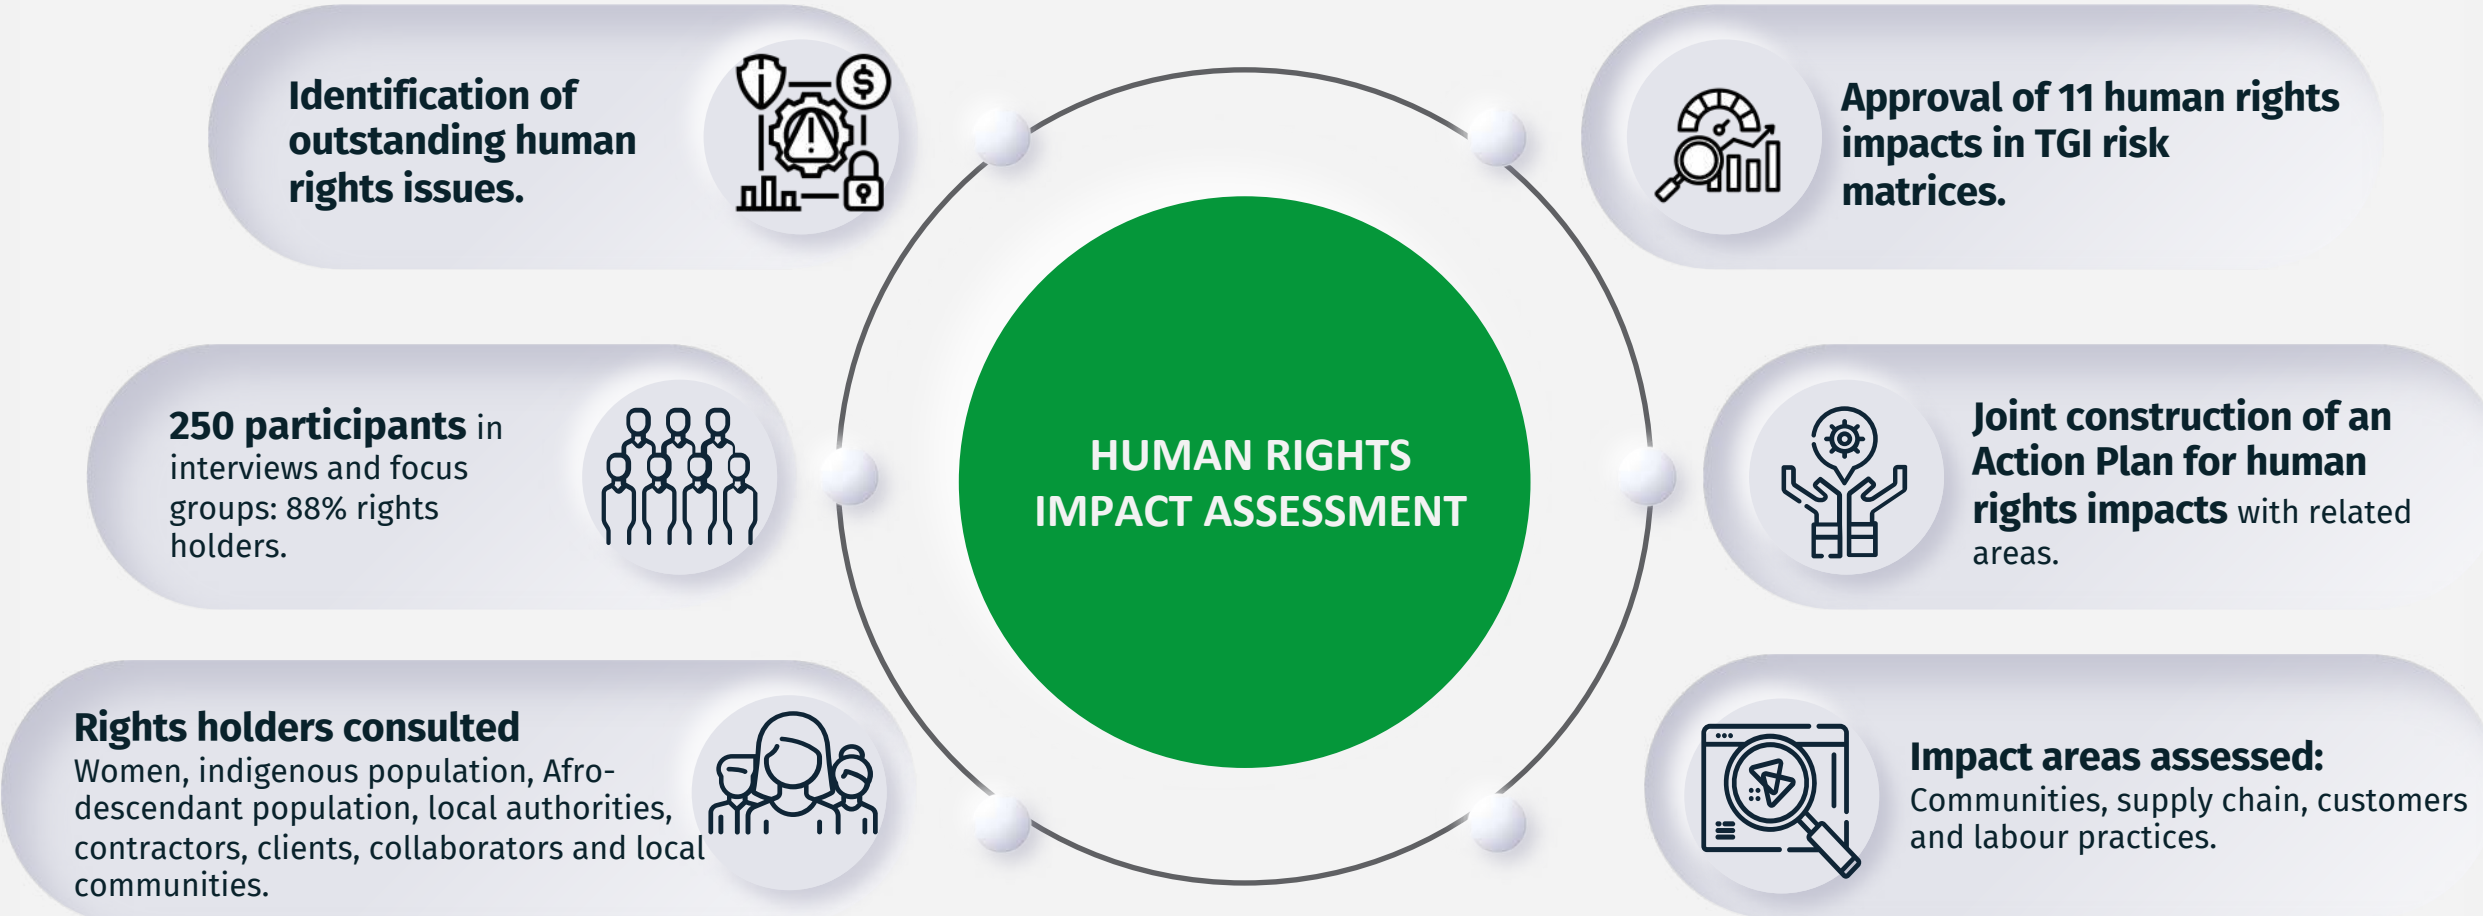 Identification of
outstanding human
rights issues.
250 participants in
interviews and focus
groups: 88% rights
holders.
Rights holders consulted
Women, indigenous population, Afro-
descendant population, local authorities,
contractors, clients, collaborators and local
communities.
HUMAN RIGHTS
IMPACT ASSESSMENT
Approval of 11 human rights
impacts in TGI risk
matrices.
Joint construction of an
Action Plan for human
rights impacts with related
areas.
Impact areas assessed:
Communities, supply chain, customers
and labour practices.